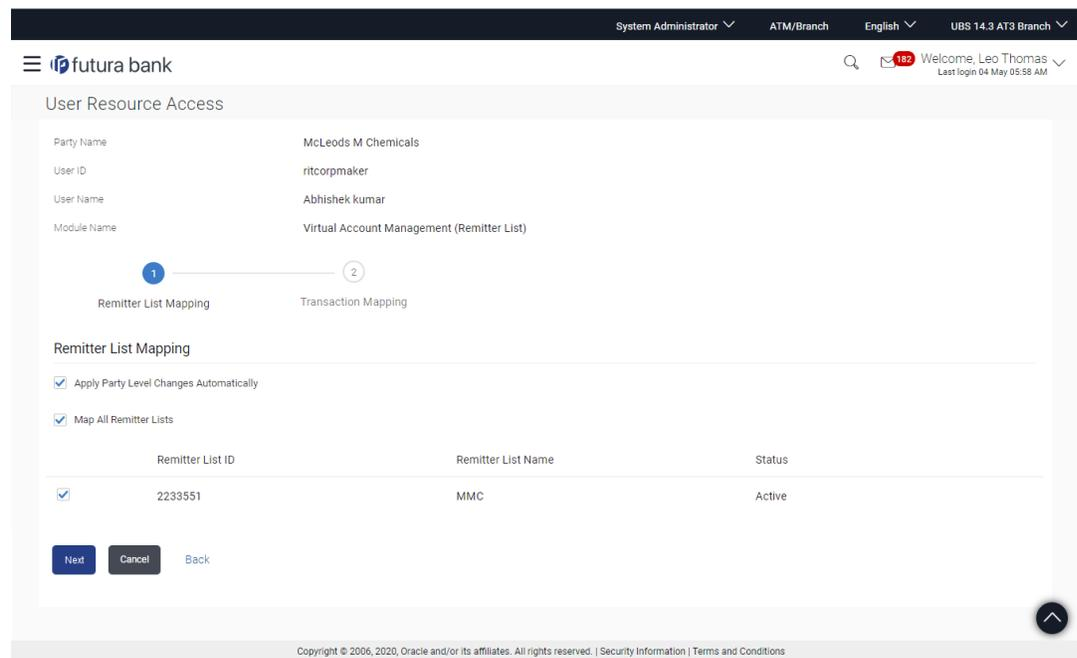 System Administrator ATM/Branch English UBS 14.3 AT3 Branch
futura bank 182 Welcome, Leo Thomas
Last login 04 May 05:58 AM
User Resource Access
Party Name McLeods M Chemicals
User ID ritcorpmaker
User Name Abhishek kumar
Module Name Virtual Account Management (Remitter List)
1 2
Remitter List Mapping Transaction Mapping
Remitter List Mapping
Apply Party Level Changes Automatically
Map All Remitter Lists
Remitter List ID Remitter List Name Status
2233551 MMC Active
Next Cancel Back
Copyright © 2006, 2020, Oracle and/or its affiliates. All rights reserved. | Security Information | Terms and Conditions